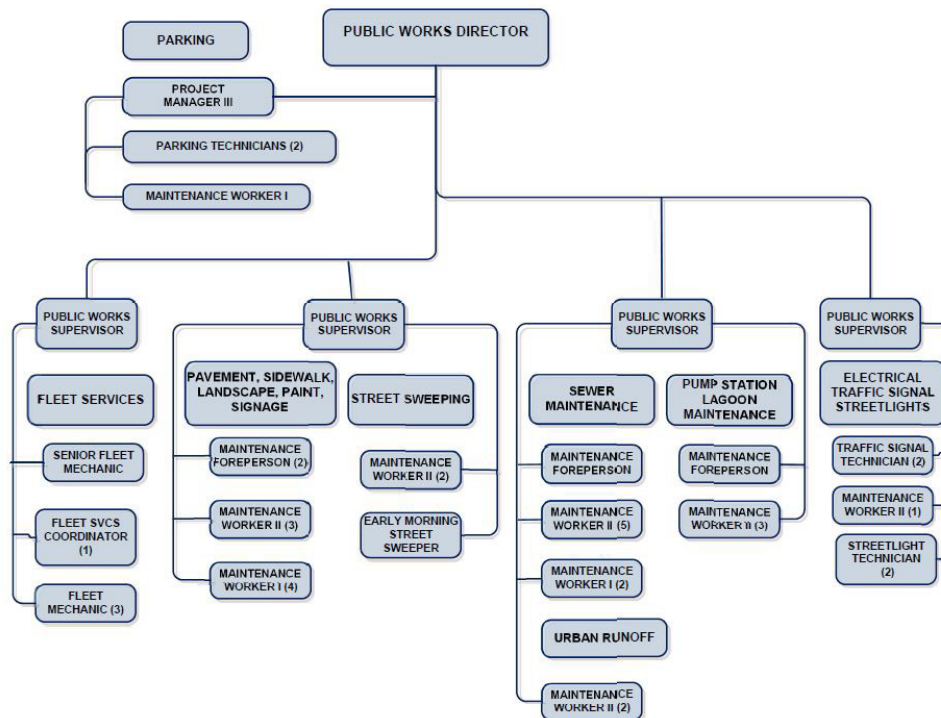 PUBLIC WORKS DIRECTOR
PARKING
PROJECT
MANAGER III
PARKING TECHNICIANS (2)
MAINTENANCE WORKER I
PUBLIC WORKS
SUPERVISOR
FLEET SERVICES
SENIOR FLEET
MECHANIC
FLEET SVCS
COORDINATOR
(1)
FLEET
MECHANIC (3)
PUBLIC WORKS
SUPERVISOR
PAVEMENT, SIDEWALK,
LANDSCAPE, PAINT,
SIGNAGE
MAINTENANCE
FOREPERSON (2)
MAINTENANCE
WORKER II (3)
MAINTENANCE
WORKER I (4)
STREET SWEEPING
MAINTENANCE
WORKER II (2)
EARLY MORNING
STREET
SWEEPER
PUBLIC WORKS
SUPERVISOR
SEWER
MAINTENANCE
MAINTENANCE
FOREPERSON
MAINTENANCE
WORKER II (5)
MAINTENANCE
WORKER I (2)
URBAN RUNOFF
MAINTENANCE
WORKER II (2)
PUMP STATION
LAGOON
MAINTENANCE
MAINTENANCE
FOREPERSON
MAINTENANCE
WORKER II (3)
PUBLIC WORKS
SUPERVISOR
ELECTRICAL
TRAFFIC SIGNAL
STREETLIGHTS
TRAFFIC SIGNAL
TECHNICIAN (2)
MAINTENANCE
WORKER II (1)
STREETLIGHT
TECHNICIAN
(2)